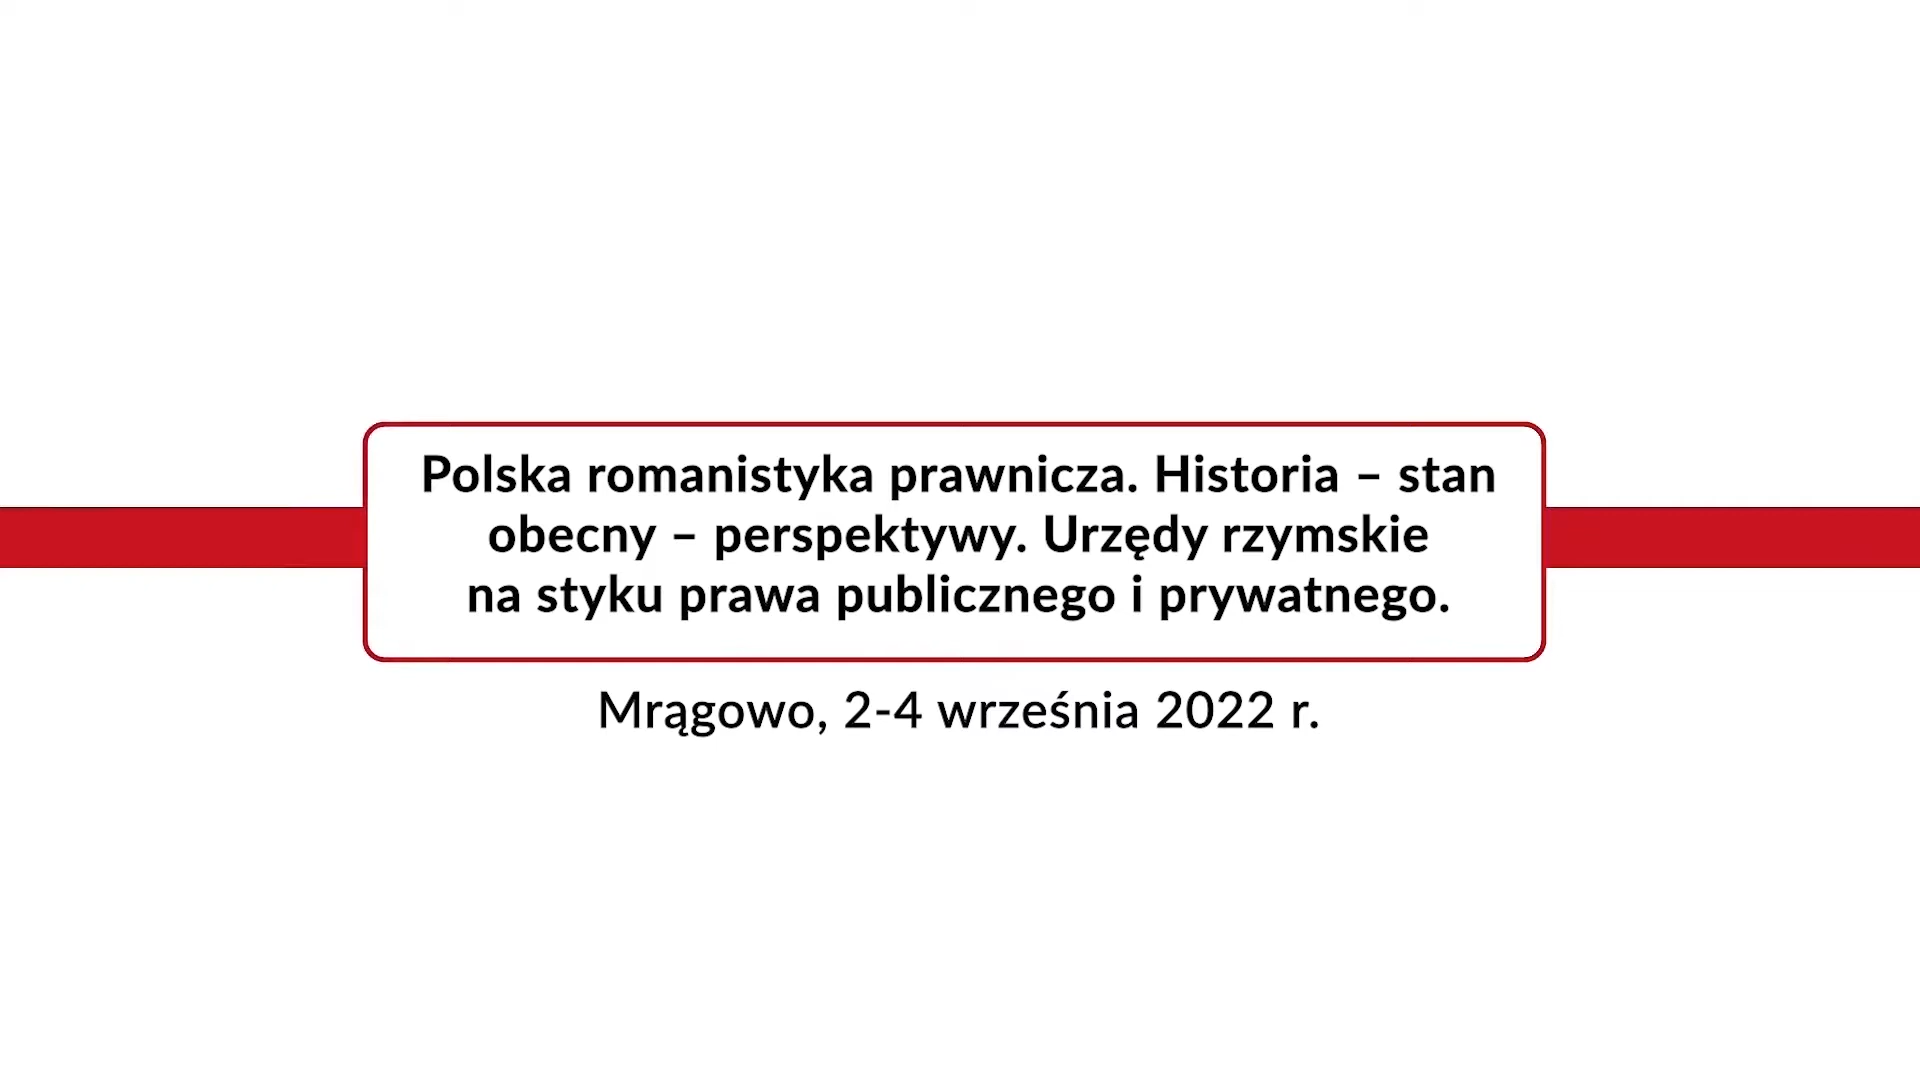 Polska romanistyka prawnicza. Historia – stan
obecny – perspektywy. Urzędy rzymskie
na styku prawa publicznego i prywatnego.
Mrągowo, 2-4 września 2022 r.